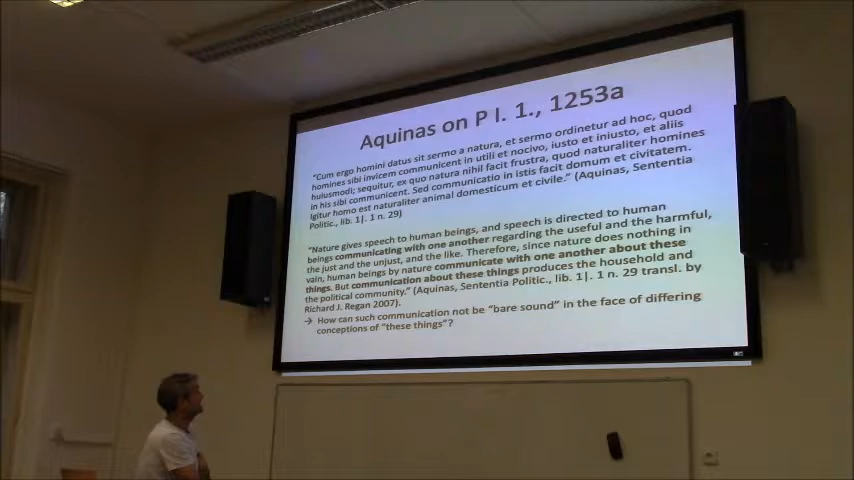 Aquinas on P I. 1., 1253a
"Cum ergo homini datus sit sermo a natura, et sermo ordinetur ad hoc, quod
homines sibi invicem communicent in utili et nocivo, iusto et iniusto, et aliis
huiusmodi; sequitur, ex quo natura nihil facit frustra, quod naturaliter homines
in his sibi communicent. Sed communicatio in istis facit domum et civitatem.
Igitur homo est naturaliter animal domesticum et civile." (Aquinas, Sententia
Politic., lib. 1|. 1 n. 29)
"Nature gives speech to human beings, and speech is directed to human
beings communicating with one another regarding the useful and the harmful,
the just and the unjust, and the like. Therefore, since nature does nothing in
vain, human beings by nature communicate with one another about these
things. But communication about these things produces the household and
the political community." (Aquinas, Sententia Politic., lib. 1|. 1 n. 29 transl. by
Richard J. Regan 2007).
→ How can such communication not be "bare sound" in the face of differing
conceptions of "these things"?